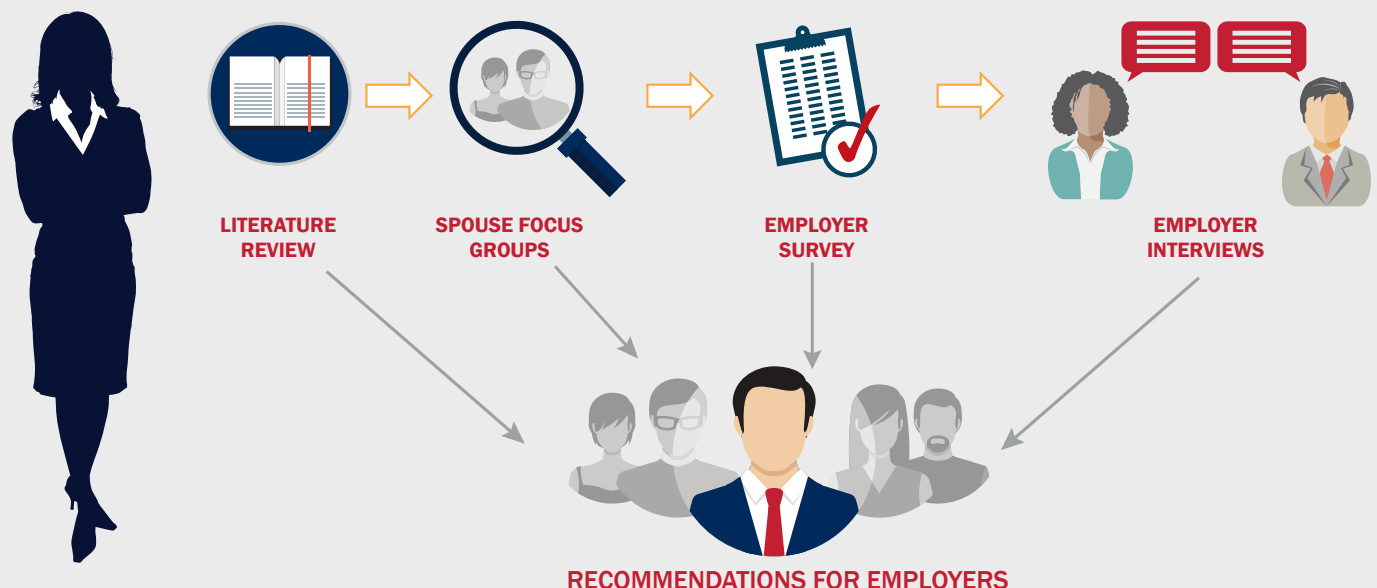 LITERATURE
REVIEW
SPOUSE FOCUS
GROUPS
EMPLOYER
SURVEY
EMPLOYER
INTERVIEWS
RECOMMENDATIONS FOR EMPLOYERS